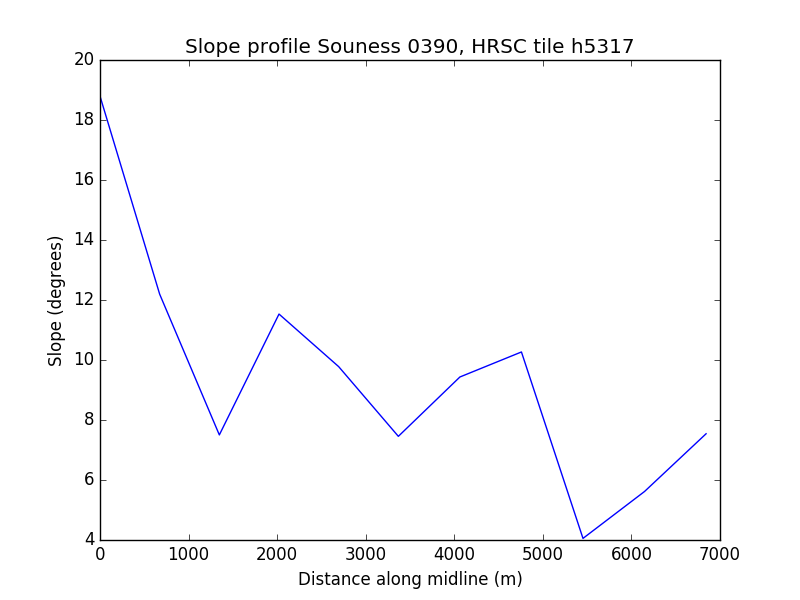 Slope profile Souness 0390, HRSC tile h5317
20
18
16
14
12
10
8
6
4
Slope (degrees)
0 1000 2000 3000 4000 5000 6000 7000
Distance along midline (m)